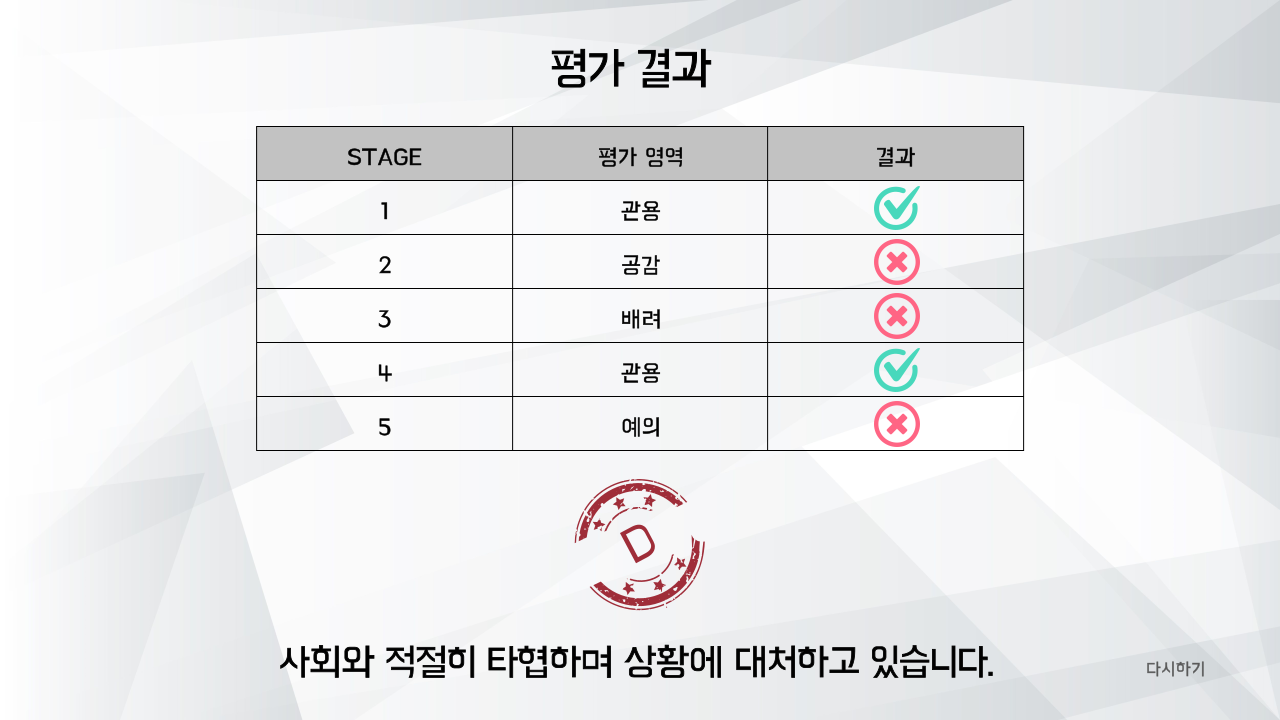 평가 결과
STAGE 평가 영역 결과
1 관용
2 공감
3 배려
4 관용
5 예의
D
사회와 적절히 타협하며 상황에 대처하고 있습니다.
다시하기